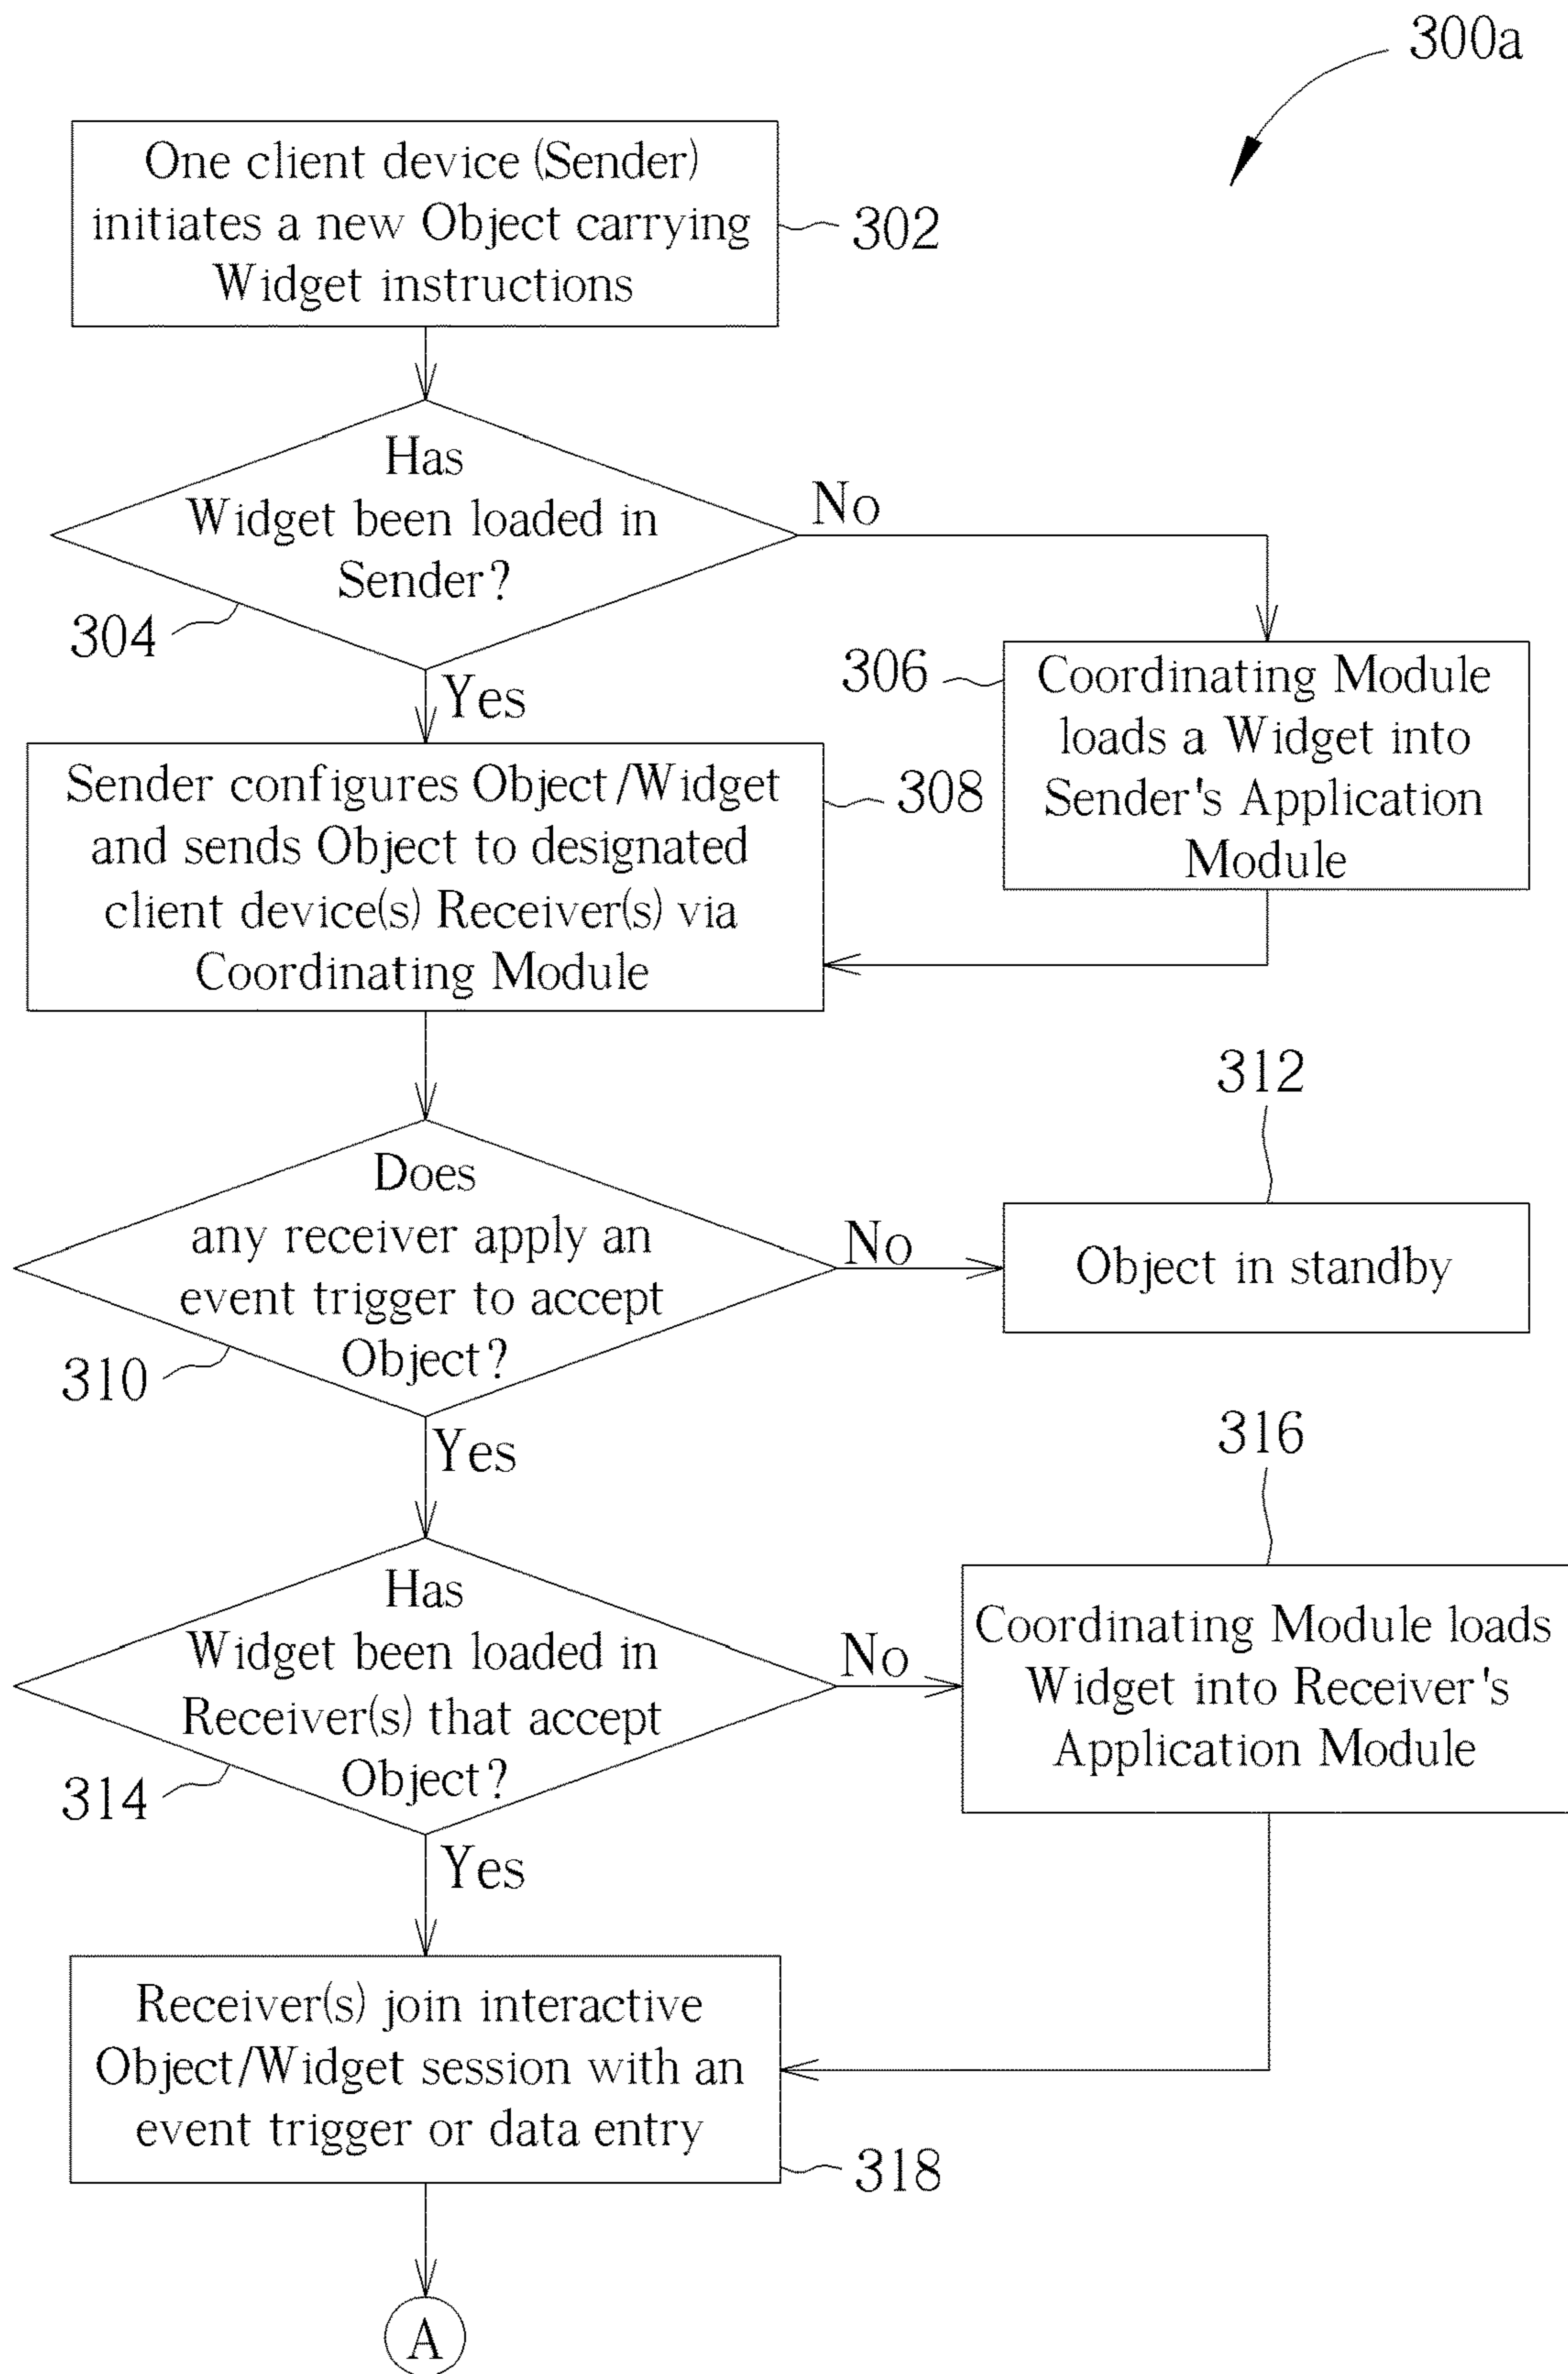 300a
One client device (Sender)
initiates a new Object carrying
Widget instructions
302
Has
Widget been loaded in
Sender?
304
No
Yes
306
Coordinating Module
loads a Widget into
Sender's Application
Module
Sender configures Object/Widget
and sends Object to designated
client device(s) Receiver(s) via
Coordinating Module
308
Does
any receiver apply an
event trigger to accept
Object?
310
No
312
Object in standby
Yes
Has
Widget been loaded in
Receiver(s) that accept
Object?
314
No
316
Coordinating Module loads
Widget into Receiver's
Application Module
Yes
Receiver(s) join interactive
Object/Widget session with an
event trigger or data entry
318
A